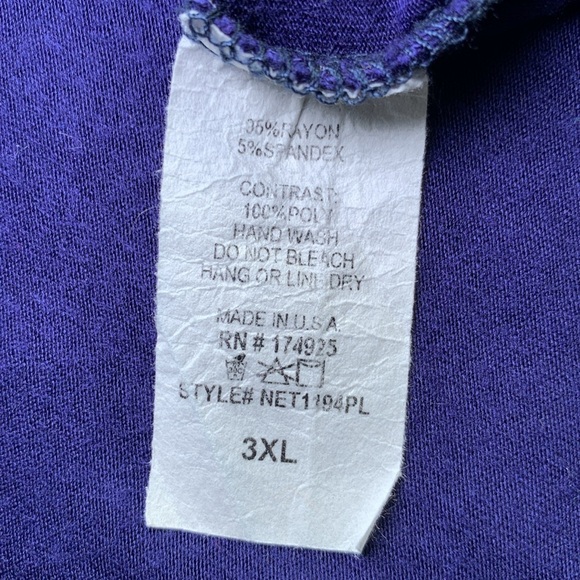 95%RAYON
5%SPANDEX
CONTRAST:
100%POLY
HAND WASH
DO NOT BLEACH
HANG OR LINE DRY
MADE IN U.S.A.
RN # 174925
STYLE# NET1194PL
3XL